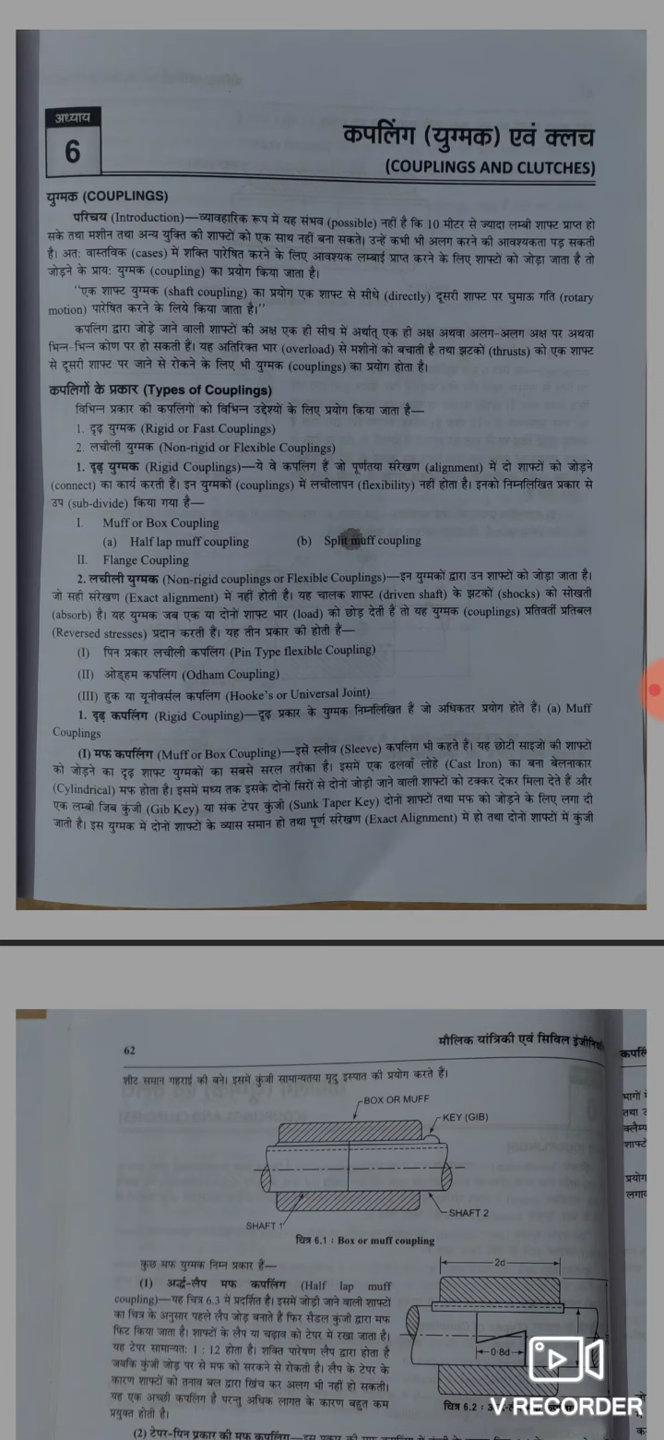 अध्याय
6
कपलिंग (युग्मक) एवं क्लच
(COUPLINGS AND CLUTCHES)
युग्मक (COUPLINGS)
परिचय (Introduction)—व्यावहारिक रूप में यह संभव (possible) नहीं है कि 10 मीटर से ज्यादा लम्बी शाफ्ट प्राप्त हो
सके तथा मशीन तथा अन्य युक्ति की शाफ्टों को एक साथ नहीं बना सकते। उन्हें कभी भी अलग करने की आवश्यकता पड़ सकती
है। अत: वास्तविक (cases) में शक्ति पारेषित करने के लिए आवश्यक लम्बाई प्राप्त करने के लिए शाफ्टों को जोड़ा जाता है तो
जोड़ने के प्राय: युग्मक (coupling) का प्रयोग किया जाता है।
"एक शाफ्ट युग्मक (shaft coupling) का प्रयोग एक शाफ्ट से सीधे (directly) दूसरी शाफ्ट पर घुमाऊ गति (rotary
motion) पारेषित करने के लिये किया जाता है।"
कपलिग द्वारा जोड़े जाने वाली शाफ्टों की अक्ष एक ही सीध में अर्थात् एक ही अक्ष अथवा अलग-अलग अक्ष पर अथवा
भिन्न-भिन्न कोण पर हो सकती हैं। यह अतिरिक्त भार (overload) से मशीनो को बचाती है तथा झटकों (thrusts) को एक शाफ्ट
से दूसरी शाफ्ट पर जाने से रोकने के लिए भी युग्मक (couplings) का प्रयोग होता है।
कपलिगों के प्रकार (Types of Couplings)
विभिन्न प्रकार की कपलिगों को विभिन्न उद्देश्यों के लिए प्रयोग किया जाता है—
1. दृढ़ युग्मक (Rigid or Fast Couplings)
2. लचीली युग्मक (Non-rigid or Flexible Couplings)
1. दृढ़ युग्मक (Rigid Couplings)—ये वे कपलिग हैं जो पूर्णतया संरेखण (alignment) में दो शाफ्टों को जोड़ने
(connect) का कार्य करती हैं। इन युग्मकों (couplings) में लचीलापन (flexibility) नहीं होता है। इनको निम्नलिखित प्रकार से
उप (sub-divide) किया गया है—
I. Muff or Box Coupling
(a) Half lap muff coupling (b) Split muff coupling
II. Flange Coupling
2. लचीली युग्मक (Non-rigid couplings or Flexible Couplings)—इन युग्मकों द्वारा उन शाफ्टों को जोड़ा जाता है।
जो सही संरेखण (Exact alignment) में नहीं होती है। यह चालक शाफ्ट (driven shaft) के झटकों (shocks) को सोखती
(absorb) है। यह युग्मक जब एक या दोनो शाफ्ट भार (load) को छोड़ देती है तो यह युग्मक (couplings) प्रतिवर्ती प्रतिबल
(Reversed stresses) प्रदान करती हैं। यह तीन प्रकार की होती है—
(I) पिन प्रकार लचीली कपलिंग (Pin Type flexible Coupling)
(II) ओड्हम कपलिंग (Odham Coupling)
(III) हुक या यूनीवर्सल कपलिंग (Hooke's or Universal Joint)
1. दृढ़ कपलिंग (Rigid Coupling)—दृढ़ प्रकार के युग्मक निम्नलिखित है जो अधिकतर प्रयोग होते हैं। (a) Muff
Couplings
(I) मफ कपलिंग (Muff or Box Coupling)—इसे स्लीव (Sleeve) कपलिंग भी कहते हैं। यह छोटी साइजों की शाफ्टों
को जोड़ने का दृढ़ शाफ्ट युग्मकों का सबसे सरल तरीका है। इसमें एक ढलवाँ लोहे (Cast Iron) का बना बेलनाकार
(Cylindrical) मफ होता है। इसमें मध्य तक इसके दोनो सिरों से दोनो जोड़ी जाने वाली शाफ्टों को टक्कर देकर मिला देते हैं और
एक लम्बी जिब कुंजी (Gib Key) या संक टेपर कुंजी (Sunk Taper Key) दोनो शाफ्टों तथा मफ को जोड़ने के लिए लगा दी
जाती है। इस युग्मक में दोनों शाफ्टों के व्यास समान हो तथा पूर्ण संरेखण (Exact Alignment) में हो तथा दोनों शाफ्टों में कुंजी
62
मौलिक यांत्रिकी एवं सिविल
शीट समान गहराई की बने। इसमें कुंजी सामान्यतया मृदु इस्पात की प्रयोग करते हैं।
BOX OR MUFF
KEY (GIB)
SHAFT 1
SHAFT 2
चित्र 6.1 : Box or muff coupling
कुछ मफ युग्मक निम्न प्रकार हैं—
(1) अर्द्ध-लैप मफ कपलिंग (Half lap muff
coupling)—यह चित्र 6.3 में प्रदर्शित है। इसमें जोड़ी जाने वाली शाफ्टों
का चित्र के अनुसार पहले लैप जोड़ बनाते है फिर सैडल कुंजी द्वारा मफ
फिट किया जाता है। शाफ्टों के लैप या चढ़ाव को टेपर में रखा जाता है।
यह टेपर सामान्यत: 1 : 12 होता है। शक्ति पारेषण लैप द्वारा होता है
जबकि कुंजी जोड़ पर से मफ को सरकने से रोकती है। लैप के टेपर के
कारण शाफ्टों को तनाव बल द्वारा खिंच कर अलग भी नहीं हो सकती।
यह एक अच्छी कपलिंग है परन्तु अधिक लागत के कारण बहुत कम
प्रयुक्त होती है।
2d
0·8d
चित्र 6.2 :
(2) टेपर-पिन प्रकार की मफ कपलिंग—
V RECORDER